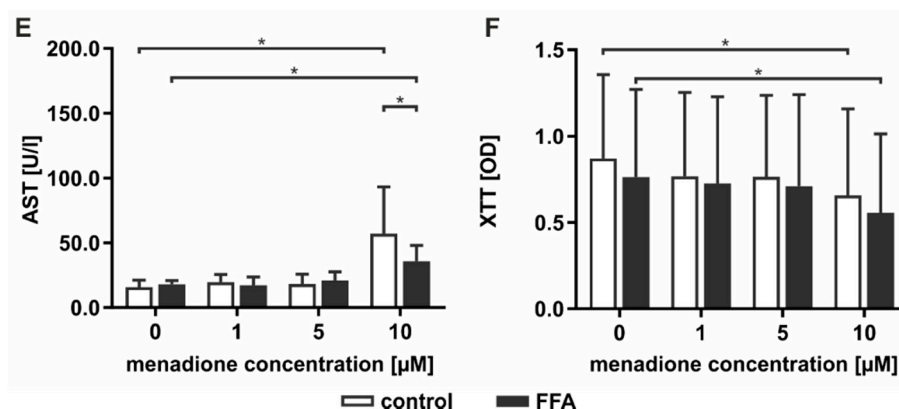 E
F
200.0
150.0
100.0
50.0
0.0
AST [U/l]
*
*
*
0 1 5 10
menadione concentration [µM]
1.5
1.0
0.5
0.0
XTT [OD]
*
*
0 1 5 10
menadione concentration [µM]
control FFA